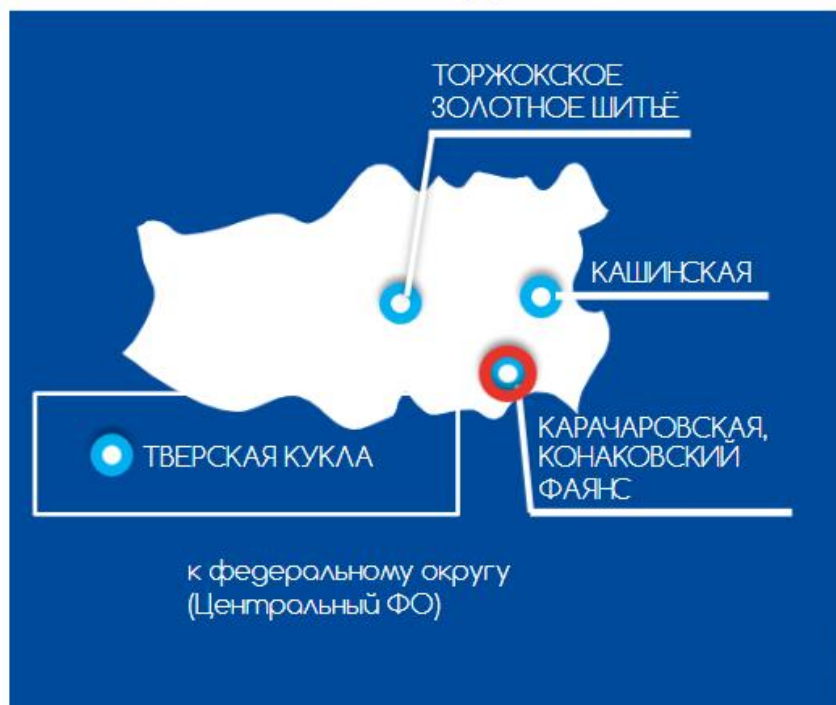 ТОРЖОКСКОЕ
ЗОЛОТНОЕ ШИТЬЁ
КАШИНСКАЯ
КАРАЧАРОВСКАЯ,
КОНАКОВСКИЙ
ФАЯНС
ТВЕРСКАЯ КУКЛА
к федеральному округу
(Центральный ФО)